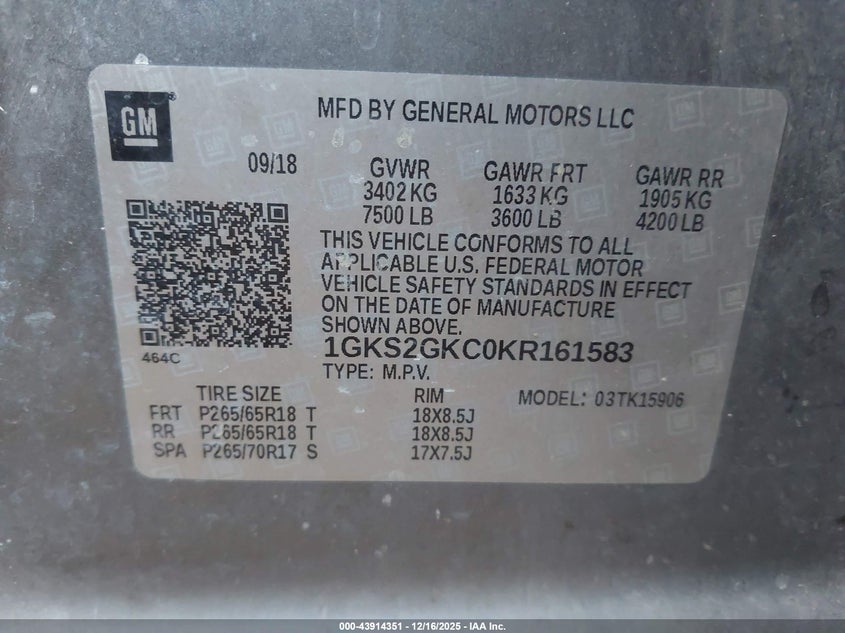 GM
MFD BY GENERAL MOTORS LLC
09/18
GVWR GAWR FRT GAWR RR
3402 KG 1633 KG 1905 KG
7500 LB 3600 LB 4200 LB
THIS VEHICLE CONFORMS TO ALL
APPLICABLE U.S. FEDERAL MOTOR
VEHICLE SAFETY STANDARDS IN EFFECT
ON THE DATE OF MANUFACTURE
SHOWN ABOVE.
464C
1GKS2GKC0KR161583
TYPE: M.P.V.
TIRE SIZE RIM MODEL: 03TK15906
FRT P265/65R18 T 18X8.5J
RR P265/65R18 T 18X8.5J
SPA P265/70R17 S 17X7.5J
000-43914351 - 12/16/2025 - IAA Inc.